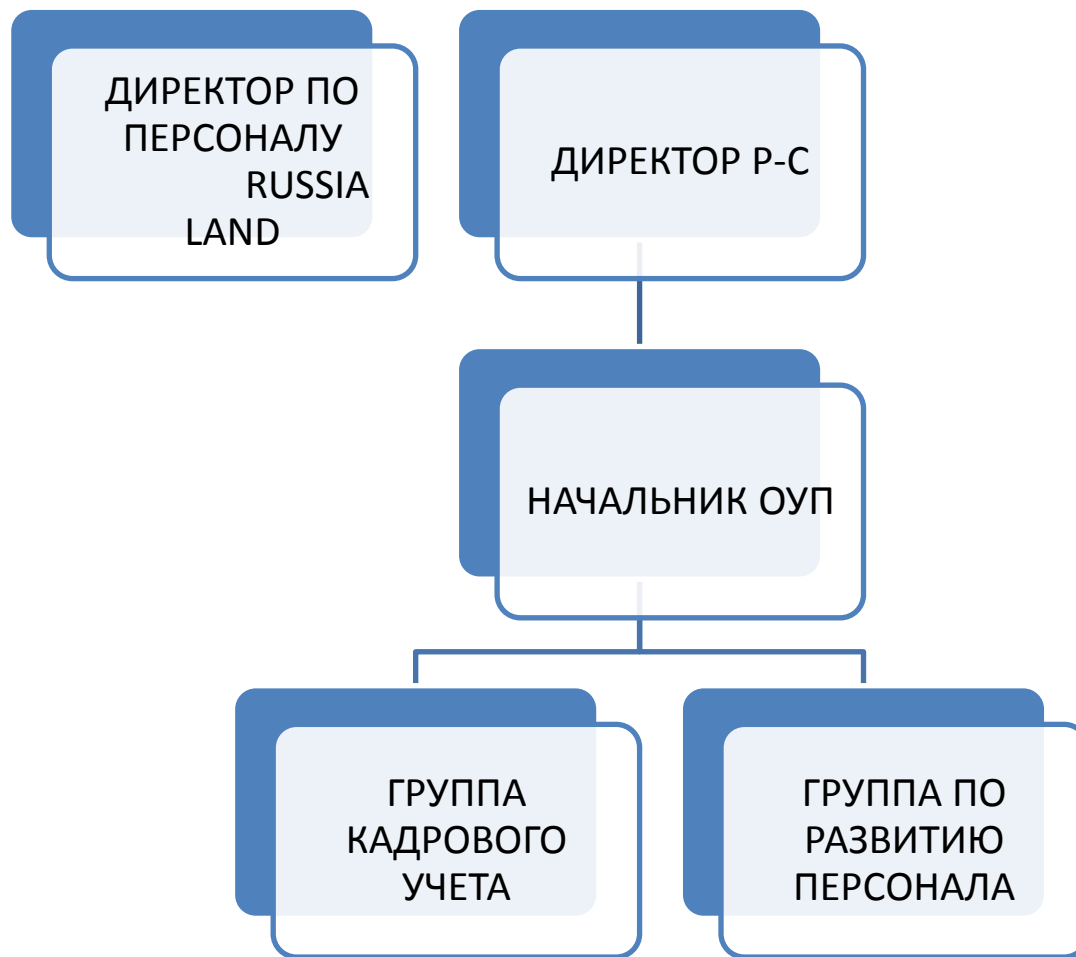 ДИРЕКТОР ПО
ПЕРСОНАЛУ
RUSSIA
LAND
ДИРЕКТОР Р-С
НАЧАЛЬНИК ОУП
ГРУППА
КАДРОВОГО
УЧЕТА
ГРУППА ПО
РАЗВИТИЮ
ПЕРСОНАЛА